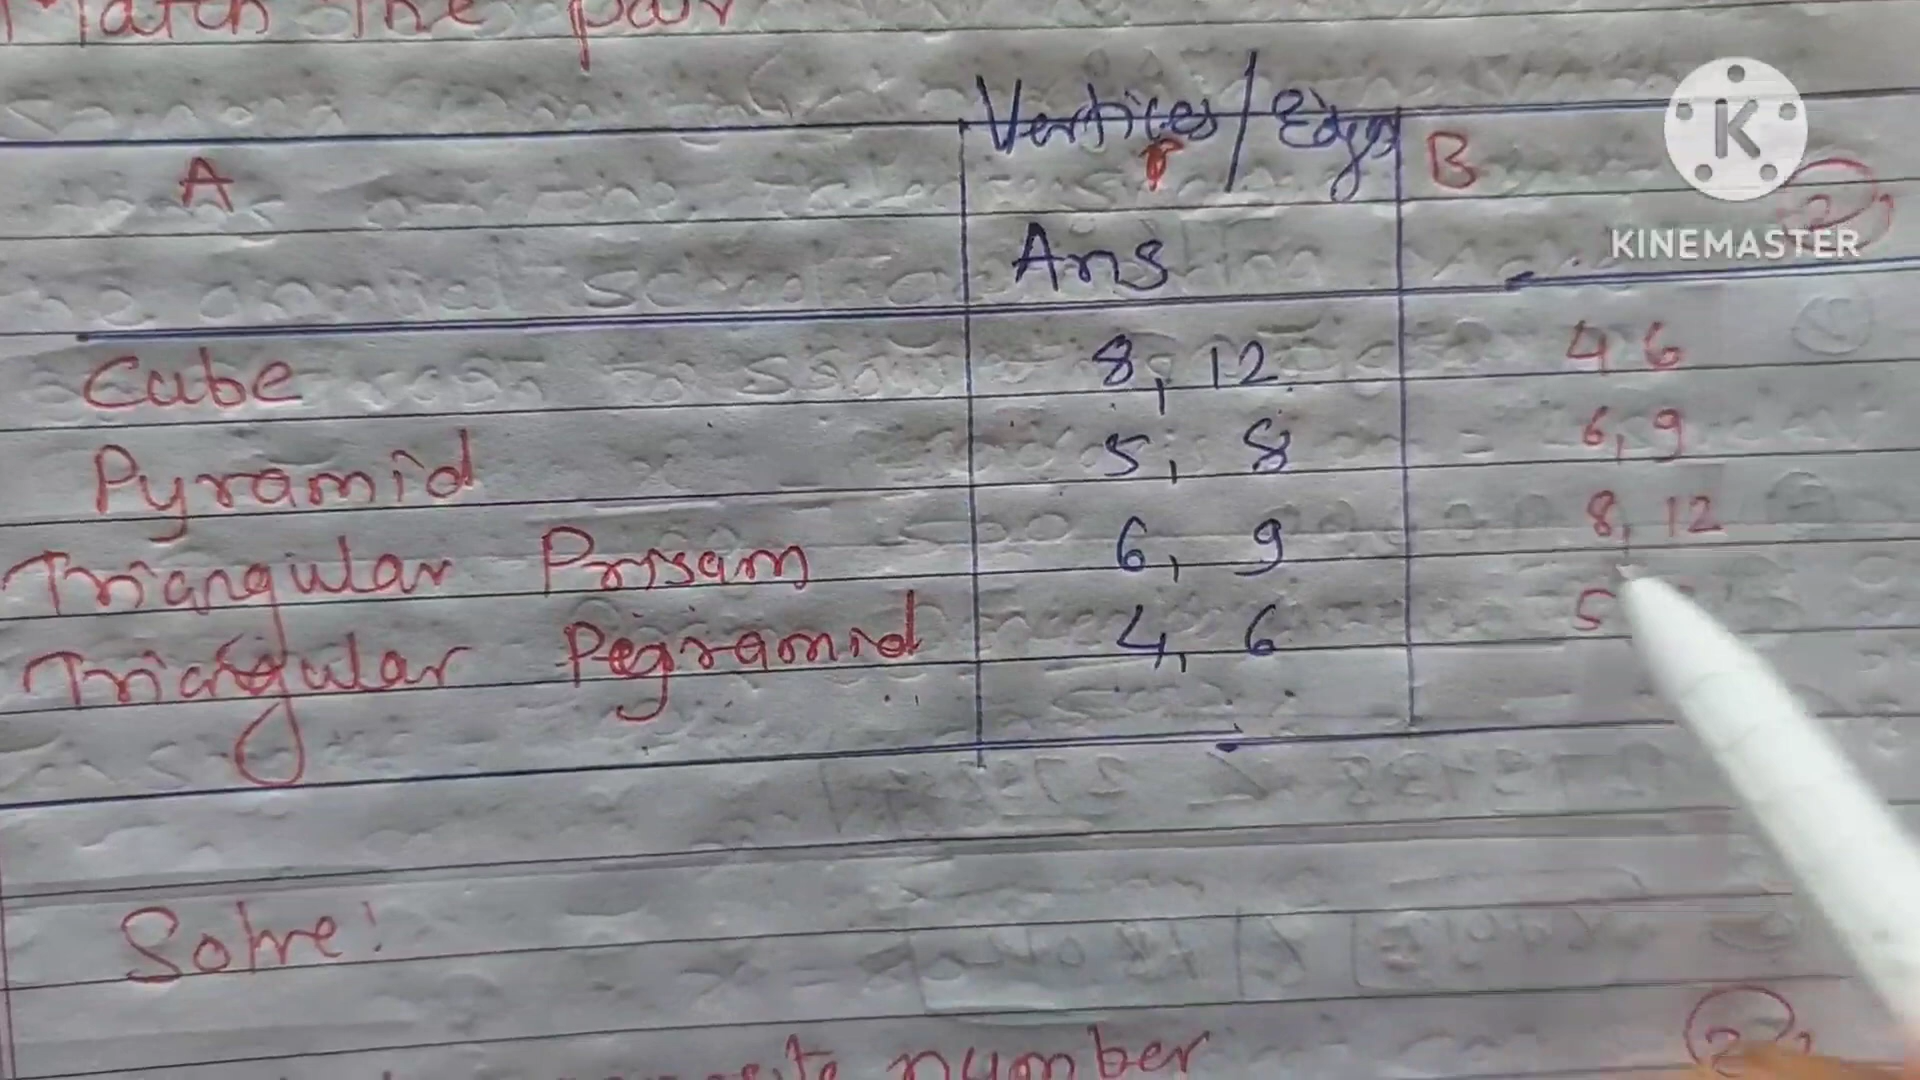 Match The pair
Vertices / Edges
A B
KINEMASTER
Ans
Cube 8, 12 4 6
Pyramid 5, 8 6, 9
Triangular Prisam 6, 9 8, 12
Triangular Pegramid 4, 6 5
Solve:
number